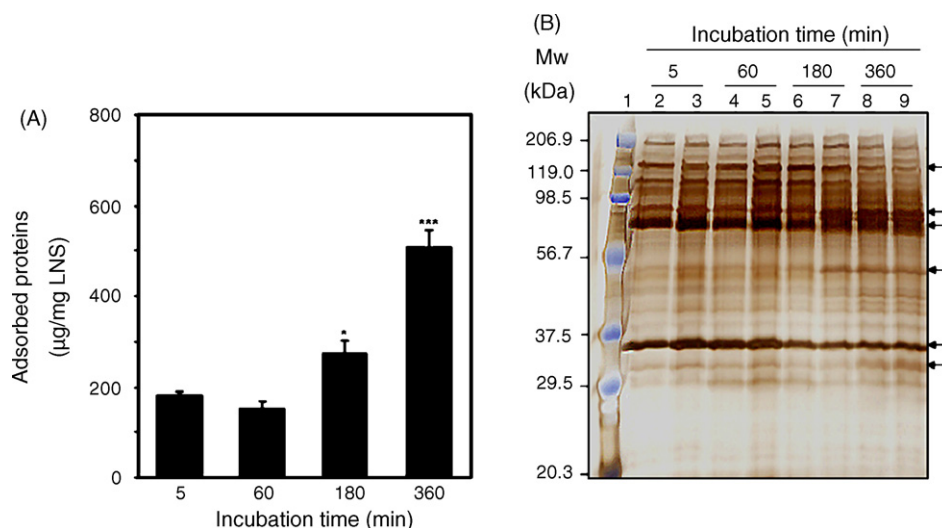 (A)
Adsorbed proteins
(µg/mg LNS)
800
600
400
200
0
*
***
5 60 180 360
Incubation time (min)
(B)
Mw
(kDa)
Incubation time (min)
5 60 180 360
1 2 3 4 5 6 7 8 9
206.9
119.0
98.5
56.7
37.5
29.5
20.3